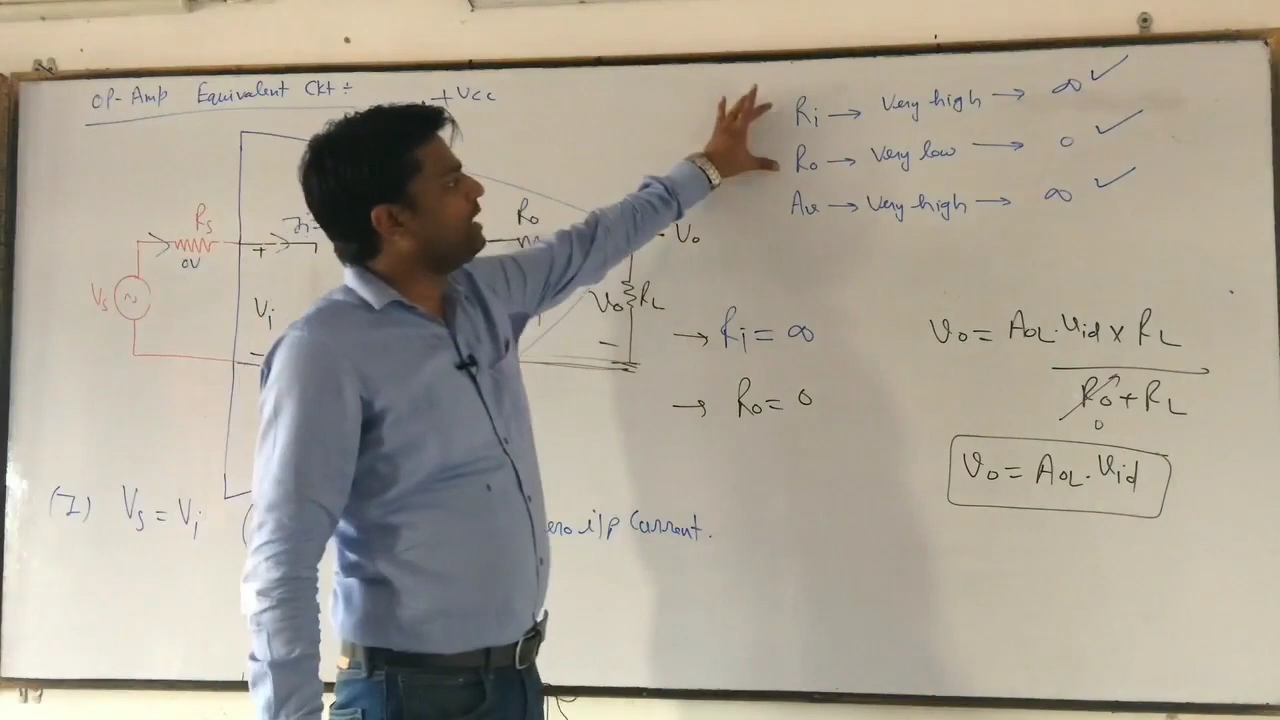 OP-Amp Equivalent Ckt ÷
+Vcc
Ri → Very high → ∞ ✓
Ro → Very low → 0 ✓
Av → Very high → ∞ ✓
Rs
0V
+
Ro
Vo
Vs
Vi
Vo
RL
−
−
→ Ri = ∞
→ Ro = 0
Vo = AOL · Vid × RL
Ro + RL
0
Vo = AOL · Vid
(I) Vs = Vi (
ero i/p Current.